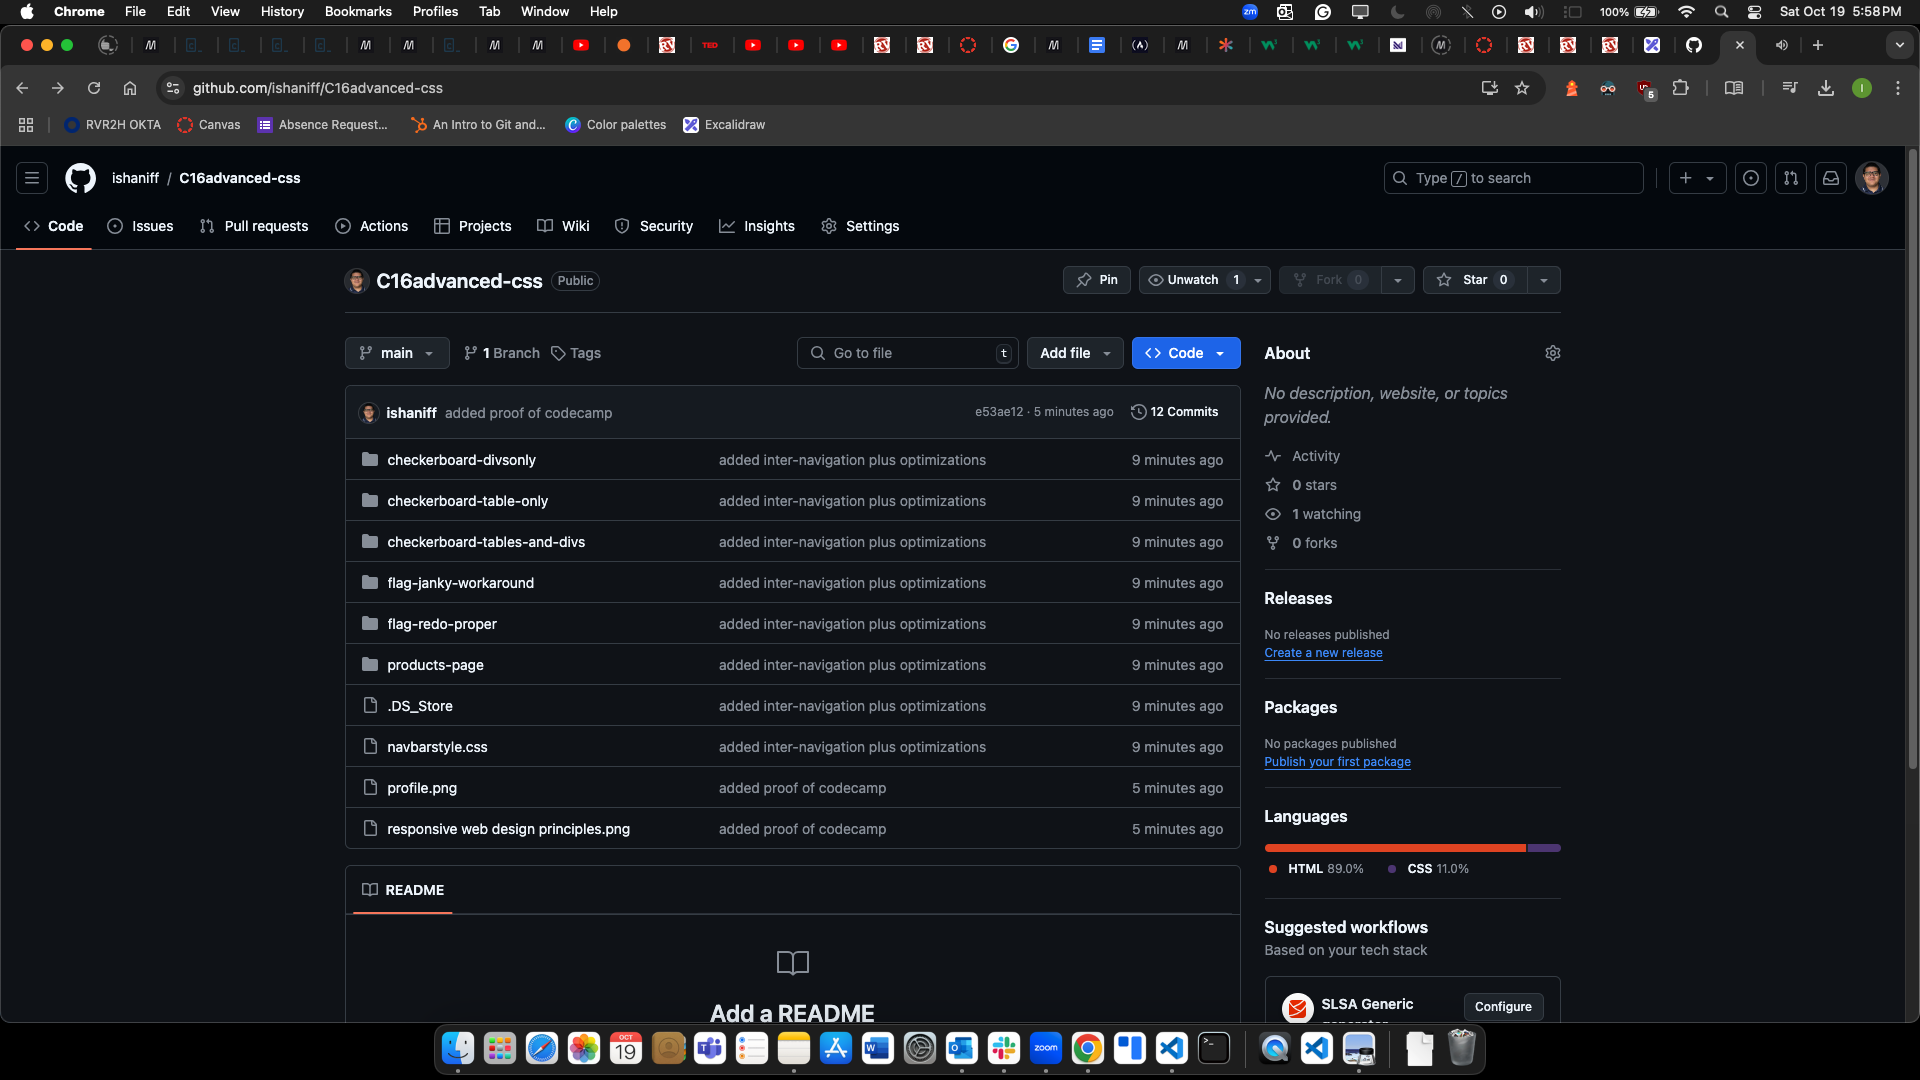 Chrome File Edit View History Bookmarks Profiles Tab Window Help zm 100% Sat Oct 19 5:58 PM
TED
github.com/ishaniff/C16advanced-css 5 I
RVR2H OKTA Canvas Absence Request... An Intro to Git and... Color palettes Excalidraw
ishaniff / C16advanced-css Type / to search
Code Issues Pull requests Actions Projects Wiki Security Insights Settings
C16advanced-css Public Pin Unwatch 1 Fork 0 Star 0
main 1 Branch Tags Go to file t Add file Code
ishaniff added proof of codecamp e53ae12 · 5 minutes ago 12 Commits
checkerboard-divsonly added inter-navigation plus optimizations 9 minutes ago
checkerboard-table-only added inter-navigation plus optimizations 9 minutes ago
checkerboard-tables-and-divs added inter-navigation plus optimizations 9 minutes ago
flag-janky-workaround added inter-navigation plus optimizations 9 minutes ago
flag-redo-proper added inter-navigation plus optimizations 9 minutes ago
products-page added inter-navigation plus optimizations 9 minutes ago
.DS_Store added inter-navigation plus optimizations 9 minutes ago
navbarstyle.css added inter-navigation plus optimizations 9 minutes ago
profile.png added proof of codecamp 5 minutes ago
responsive web design principles.png added proof of codecamp 5 minutes ago
README
Add a README
About
No description, website, or topics
provided.
Activity
0 stars
1 watching
0 forks
Releases
No releases published
Create a new release
Packages
No packages published
Publish your first package
Languages
HTML 89.0% CSS 11.0%
Suggested workflows
Based on your tech stack
SLSA Generic
Configure
OCT
19
zoom